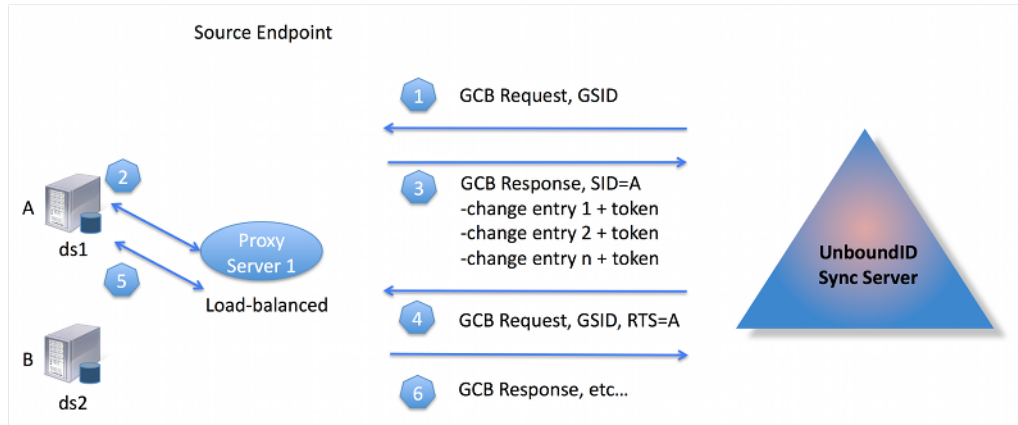 Source Endpoint
1
GCB Request, GSID
2
3
GCB Response, SID=A
-change entry 1 + token
-change entry 2 + token
-change entry n + token
A
ds1
Proxy
Server 1
UnboundID
Sync Server
5
Load-balanced
4
GCB Request, GSID, RTS=A
B
ds2
6
GCB Response, etc...